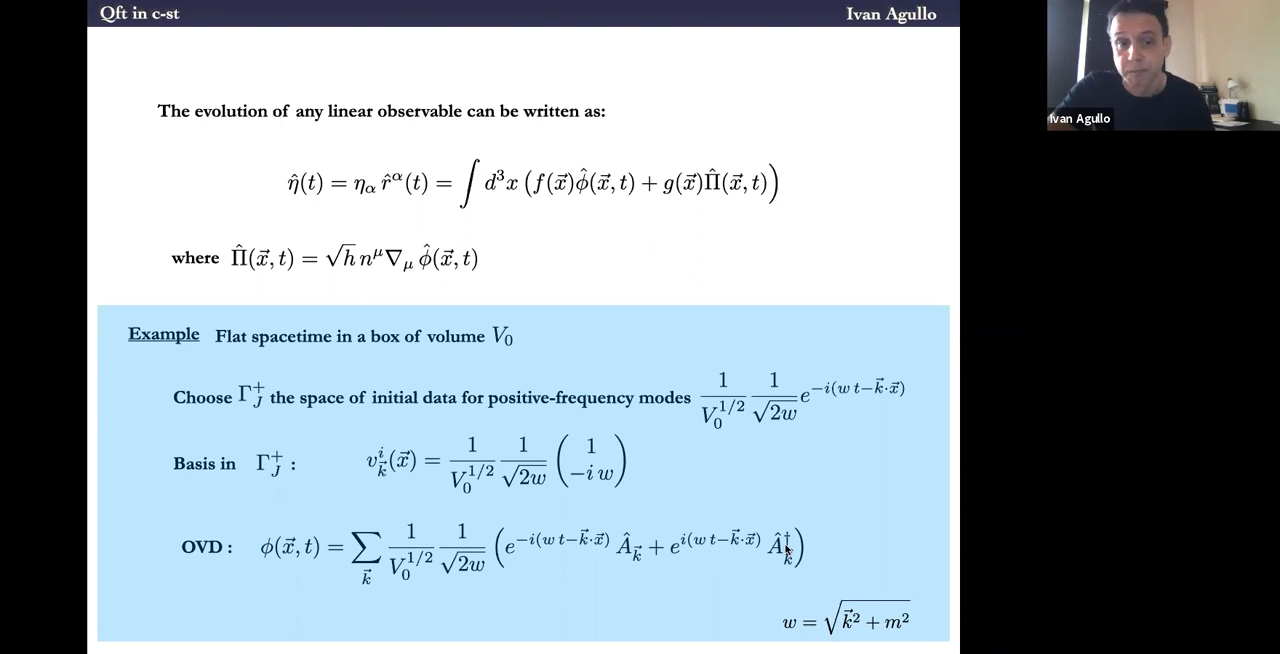 Qft in c-st Ivan Agullo
The evolution of any linear observable can be written as:
η̂(t) = η_α r̂^α(t) = ∫ d³x (f(x⃗)φ̂(x⃗, t) + g(x⃗)Π̂(x⃗, t))
where Π̂(x⃗, t) = √h n^μ ∇_μ φ̂(x⃗, t)
Example Flat spacetime in a box of volume V₀
Choose Γ_J^+ the space of initial data for positive-frequency modes 1/V₀^{1/2} 1/√(2w) e^{−i(w t−k⃗·x⃗)}
Basis in Γ_J^+ : v^i_k⃗(x⃗) = 1/V₀^{1/2} 1/√(2w) (1 −i w)
OVD : φ(x⃗, t) = Σ_k⃗ 1/V₀^{1/2} 1/√(2w) (e^{−i(w t−k⃗·x⃗)} Â_k⃗ + e^{i(w t−k⃗·x⃗)} Â_k⃗^†)
w = √(k⃗² + m²)
Ivan Agullo